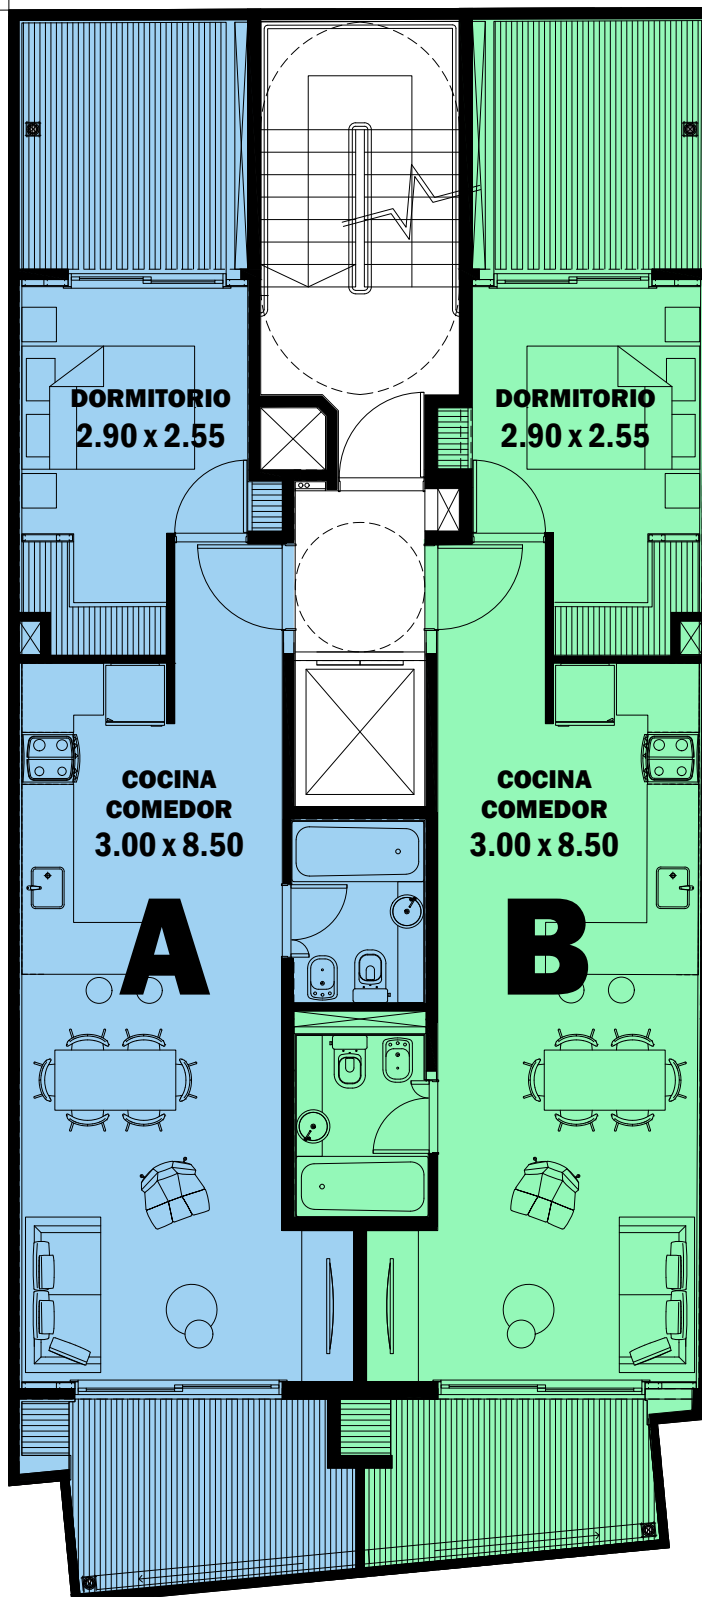 DORMITORIO
2.90 x 2.55
DORMITORIO
2.90 x 2.55
COCINA
COMEDOR
3.00 x 8.50
COCINA
COMEDOR
3.00 x 8.50
A
B